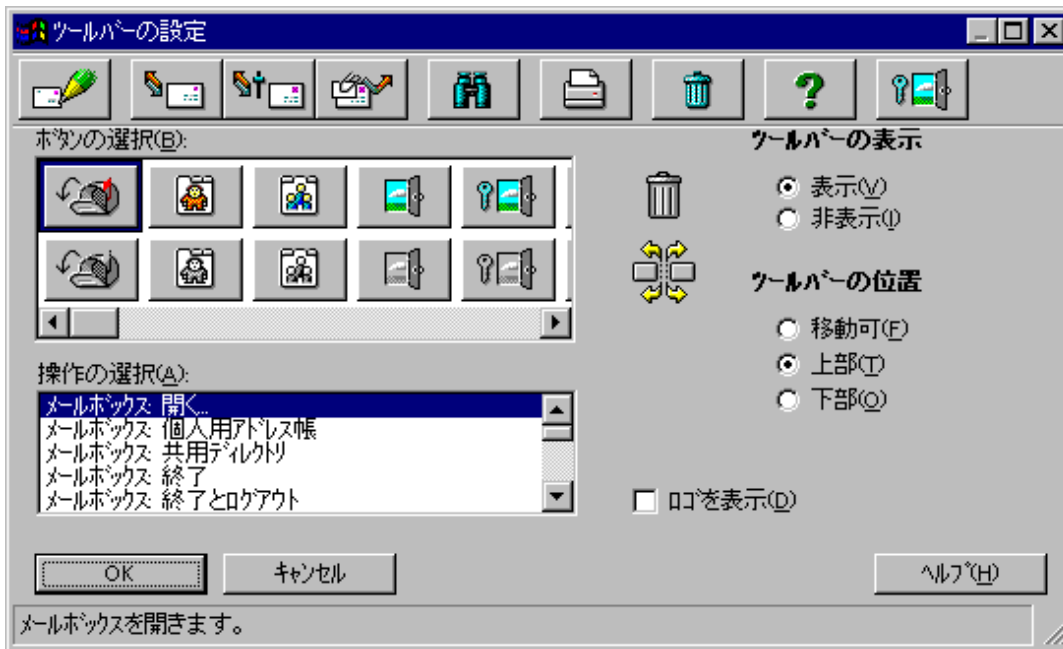 ﾂｰﾙﾊﾞｰの設定
ﾎﾞﾀﾝの選択(B):
ﾂｰﾙﾊﾞｰの表示
表示(V)
非表示(I)
ﾂｰﾙﾊﾞｰの位置
移動可(F)
上部(T)
下部(O)
操作の選択(A):
ﾒｰﾙﾎﾞｯｸｽ: 開く...
ﾒｰﾙﾎﾞｯｸｽ: 個人用ｱﾄﾞﾚｽ帳
ﾒｰﾙﾎﾞｯｸｽ: 共用ﾃﾞｨﾚｸﾄﾘ
ﾒｰﾙﾎﾞｯｸｽ: 終了
ﾒｰﾙﾎﾞｯｸｽ: 終了とﾛｸﾞｱｳﾄ
ﾛｺﾞを表示(D)
OK
ｷｬﾝｾﾙ
ﾍﾙﾌﾟ(H)
ﾒｰﾙﾎﾞｯｸｽを開きます。